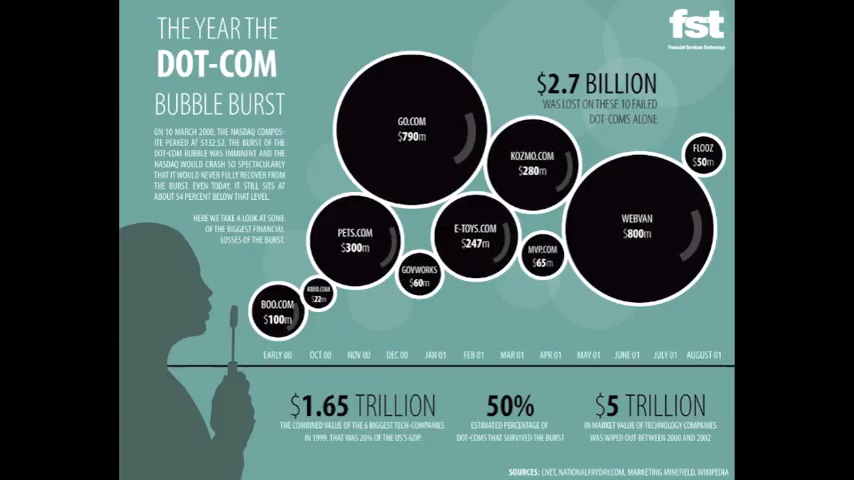 THE YEAR THE
DOT-COM
BUBBLE BURST
ON 10 MARCH 2000, THE NASDAQ COMPOS-
ITE PEAKED AT 5132.52. THE BURST OF THE
DOT-COM BUBBLE WAS IMMINENT AND THE
NASDAQ WOULD CRASH SO SPECTACULARLY
THAT IT WOULD NEVER FULLY RECOVER FROM
THE BURST. EVEN TODAY, IT STILL SITS AT
ABOUT 54 PERCENT BELOW THAT LEVEL.
HERE WE TAKE A LOOK AT SOME
OF THE BIGGEST FINANCIAL
LOSSES OF THE BURST.
fst
Financial Services Technology
$2.7 BILLION
WAS LOST ON THESE 10 FAILED
DOT-COMS ALONE
GO.COM
$790m
KOZMO.COM
$280m
FLOOZ
$50m
PETS.COM
$300m
E-TOYS.COM
$247m
WEBVAN
$800m
MVP.COM
$65m
GOVWORKS
$60m
$22m
BOO.COM
$100m
EARLY 00 OCT 00 NOV 00 DEC 00 JAN 01 FEB 01 MAR 01 APR 01 MAY 01 JUNE 01 JULY 01 AUGUST 01
$1.65 TRILLION
THE COMBINED VALUE OF THE 6 BIGGEST TECH-COMPANIES
IN 1999. THAT WAS 20% OF THE US'S GDP.
50%
ESTIMATED PERCENTAGE OF
DOT-COMS THAT SURVIVED THE BURST
$5 TRILLION
IN MARKET VALUE OF TECHNOLOGY COMPANIES
WAS WIPED OUT BETWEEN 2000 AND 2002
SOURCES: CNET, NATIONALPAYDAY.COM, MARKETING MINEFIELD, WIKIPEDIA